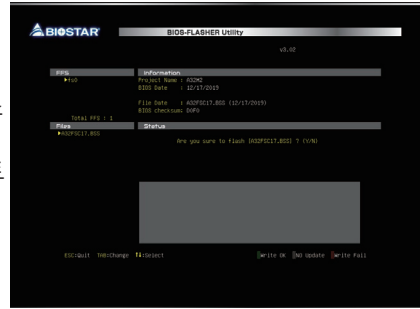 BIOSTAR
BIOS-FLASHER Utility
v3.02
FFS
fs0
Total FFS : 1
Information
Project Name : A32M2
BIOS Date : 12/17/2019
File Date : A32FSC17.BSS (12/17/2019)
BIOS checksum: D0F0
Files
A32FSC17.BSS
Status
Are you sure to flash [A32FSC17.BSS] ? (Y/N)
ESC:Quit TAB:Change ↑↓:Select Write OK NO Update Write Fail